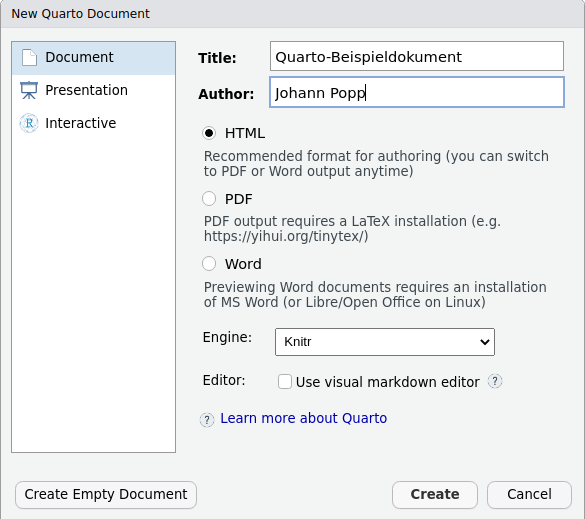 New Quarto Document
Document
Presentation
Interactive
Title: Quarto-Beispieldokument
Author: Johann Popp
HTML
Recommended format for authoring (you can switch
to PDF or Word output anytime)
PDF
PDF output requires a LaTeX installation (e.g.
https://yihui.org/tinytex/)
Word
Previewing Word documents requires an installation
of MS Word (or Libre/Open Office on Linux)
Engine: Knitr
Editor: Use visual markdown editor ?
? Learn more about Quarto
Create Empty Document
Create
Cancel